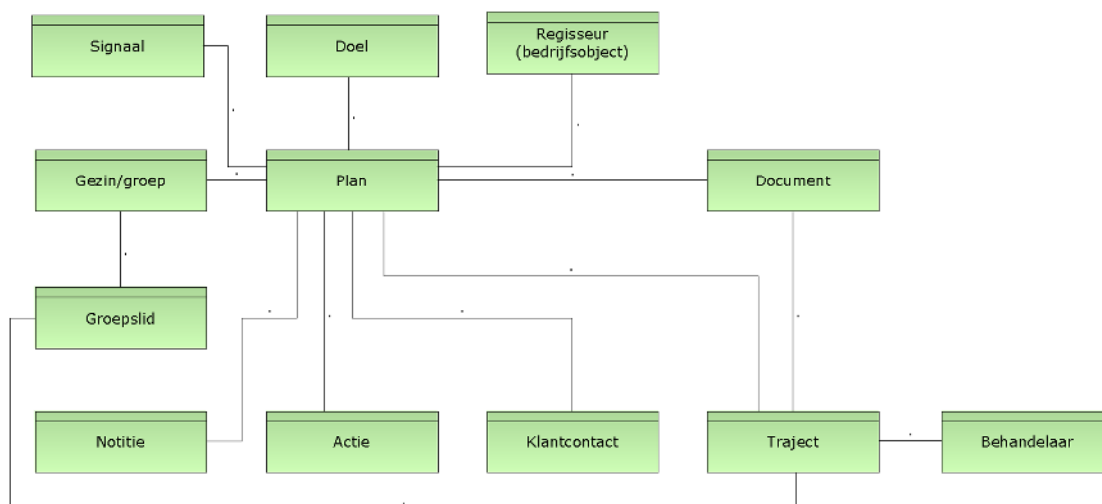 Signaal
Doel
Regisseur
(bedrijfsobject)
Gezin/groep
Plan
Document
Groepslid
Notitie
Actie
Klantcontact
Traject
Behandelaar